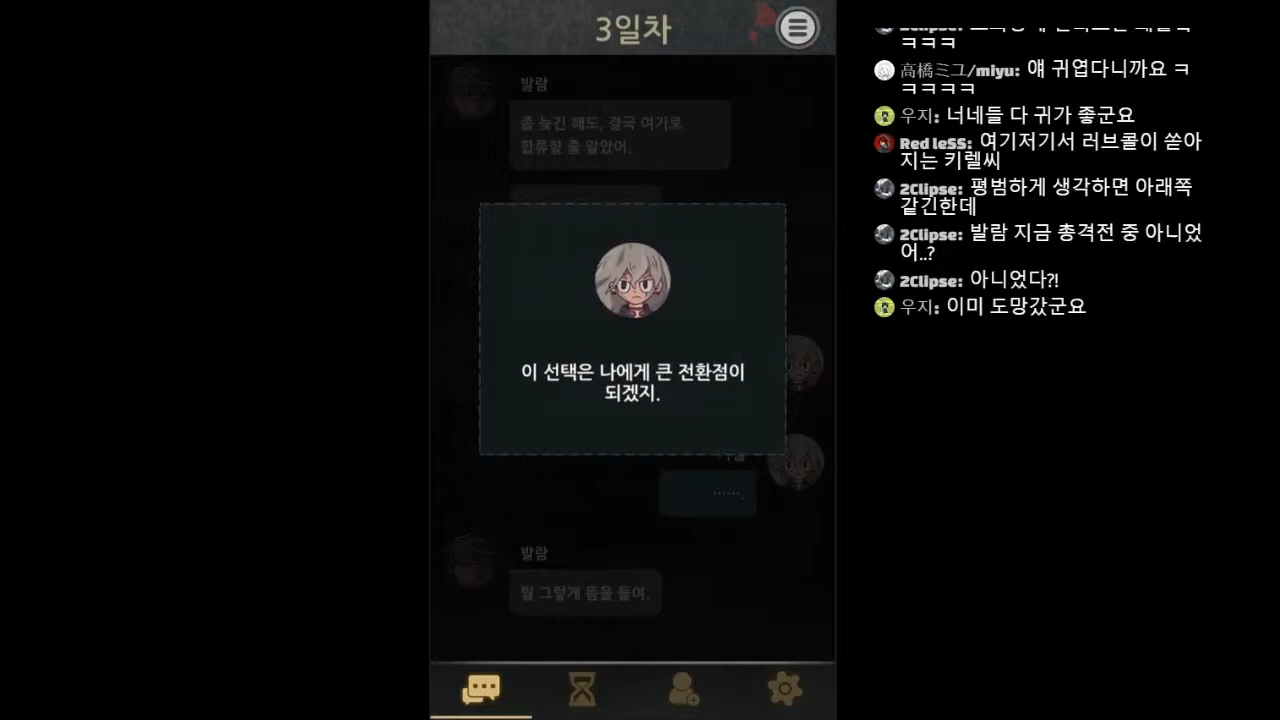 3일차
발람
좀 늦긴 해도, 결국 여기로
합류할 줄 알았어.
이 선택은 나에게 큰 전환점이
되겠지.
…….
발람
뭘 그렇게 뜸을 들여.
ㅋㅋㅋ
高橋ミユ/miyu: 얘 귀엽다니까요 ㅋ
ㅋㅋㅋㅋ
우지: 너네들 다 귀가 좋군요
Red leSS: 여기저기서 러브콜이 쏟아
지는 키렐씨
2Clipse: 평범하게 생각하면 아래쪽
같긴한데
2Clipse: 발람 지금 총격전 중 아니었
어..?
2Clipse: 아니었다?!
우지: 이미 도망갔군요